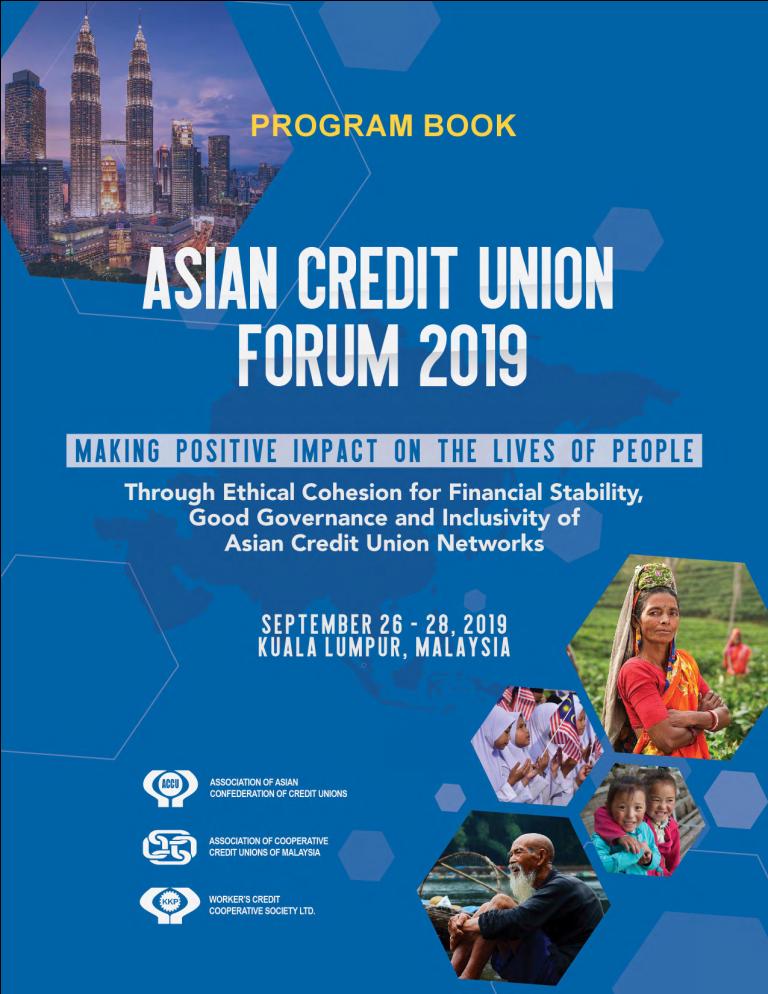 PROGRAM BOOK
ASIAN CREDIT UNION
FORUM 2019
MAKING POSITIVE IMPACT ON THE LIVES OF PEOPLE
Through Ethical Cohesion for Financial Stability,
Good Governance and Inclusivity of
Asian Credit Union Networks
SEPTEMBER 26 - 28, 2019
KUALA LUMPUR, MALAYSIA
ACCU
ASSOCIATION OF ASIAN
CONFEDERATION OF CREDIT UNIONS
ASSOCIATION OF COOPERATIVE
CREDIT UNIONS OF MALAYSIA
KKP
WORKER'S CREDIT
COOPERATIVE SOCIETY LTD.